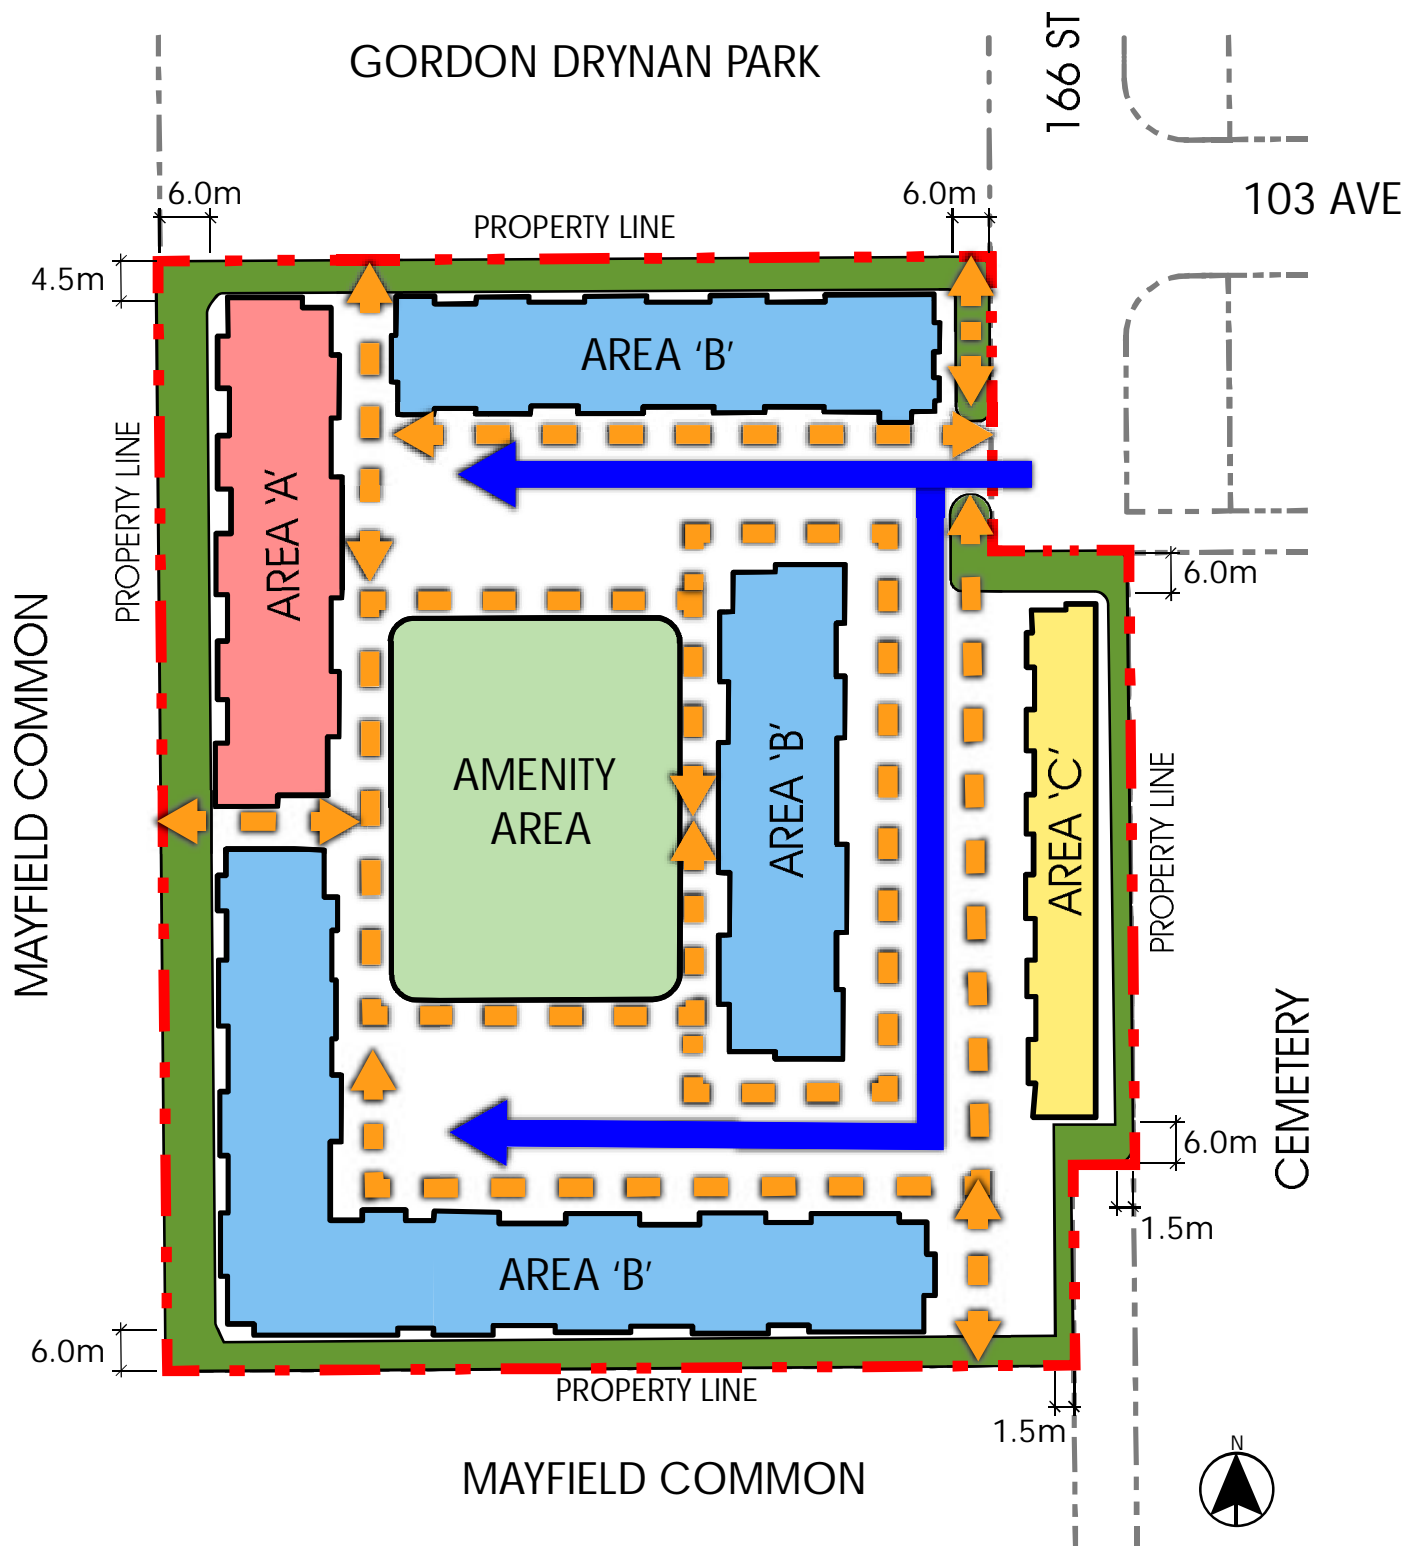 GORDON DRYNAN PARK
166 ST
103 AVE
6.0m
6.0m
PROPERTY LINE
4.5m
AREA ‘B’
PROPERTY LINE
AREA ‘A’
6.0m
MAYFIELD COMMON
AMENITY
AREA
AREA ‘B’
AREA ‘C’
PROPERTY LINE
CEMETERY
6.0m
1.5m
AREA ‘B’
6.0m
PROPERTY LINE
1.5m
MAYFIELD COMMON
N